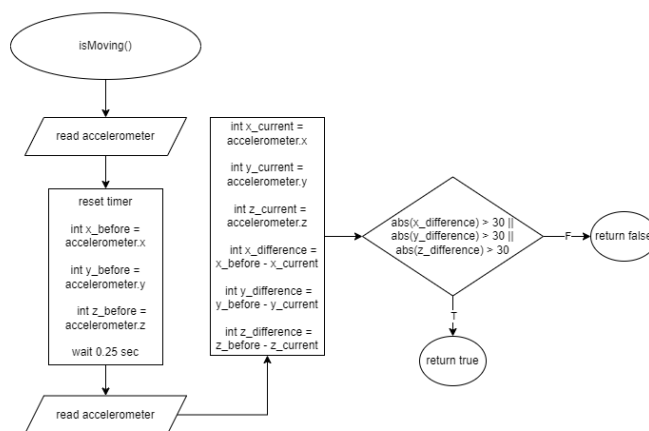 isMoving()
read accelerometer
reset timer
int x_before =
accelerometer.x
int y_before =
accelerometer.y
int z_before =
accelerometer.z
wait 0.25 sec
read accelerometer
int x_current =
accelerometer.x
int y_current =
accelerometer.y
int z_current =
accelerometer.z
int x_difference =
x_before - x_current
int y_difference =
y_before - y_current
int z_difference =
z_before - z_current
abs(x_difference) > 30 ||
abs(y_difference) > 30 ||
abs(z_difference) > 30
F
return false
T
return true